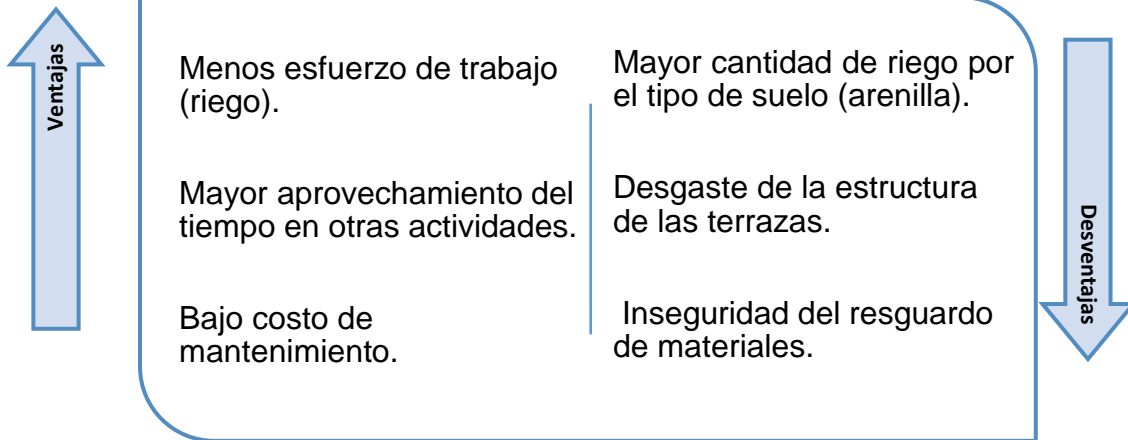 Ventajas
Menos esfuerzo de trabajo
(riego).
Mayor aprovechamiento del
tiempo en otras actividades.
Bajo costo de
mantenimiento.
Mayor cantidad de riego por
el tipo de suelo (arenilla).
Desgaste de la estructura
de las terrazas.
Inseguridad del resguardo
de materiales.
Desventajas